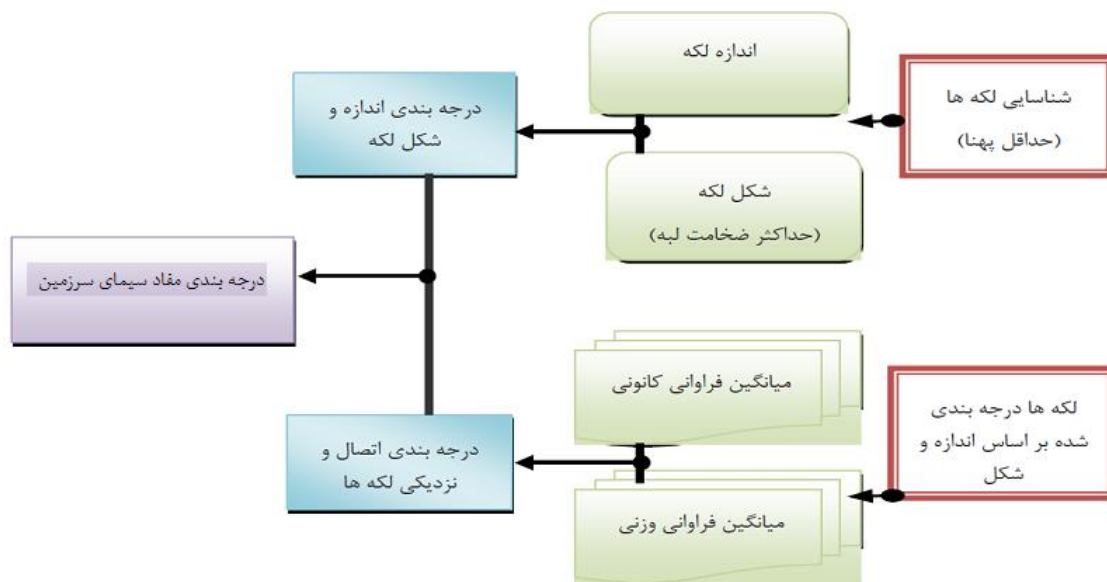 شناسایی لکه ها
(حداقل پهنا)
اندازه لکه
شکل لکه
(حداکثر ضخامت لبه)
درجه بندی اندازه و
شکل لکه
درجه بندی مفاد سیمای سرزمین
لکه ها درجه بندی
شده بر اساس اندازه و
شکل
میانگین فراوانی کانونی
میانگین فراوانی وزنی
درجه بندی اتصال و
نزدیکی لکه ها